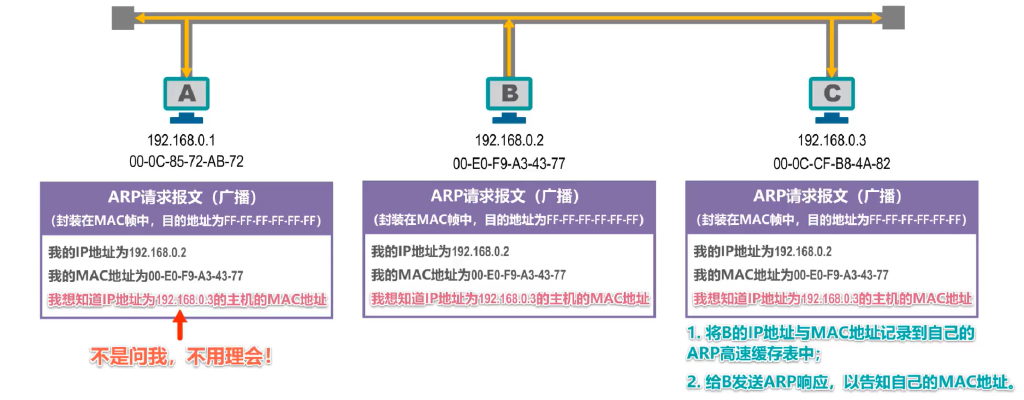 A
B
C
192.168.0.1
00-0C-85-72-AB-72
192.168.0.2
00-E0-F9-A3-43-77
192.168.0.3
00-0C-CF-B8-4A-82
ARP请求报文（广播）
（封装在MAC帧中，目的地址为FF-FF-FF-FF-FF-FF）
我的IP地址为192.168.0.2
我的MAC地址为00-E0-F9-A3-43-77
我想知道IP地址为192.168.0.3的主机的MAC地址
不是问我，不用理会！
ARP请求报文（广播）
（封装在MAC帧中，目的地址为FF-FF-FF-FF-FF-FF）
我的IP地址为192.168.0.2
我的MAC地址为00-E0-F9-A3-43-77
我想知道IP地址为192.168.0.3的主机的MAC地址
ARP请求报文（广播）
（封装在MAC帧中，目的地址为FF-FF-FF-FF-FF-FF）
我的IP地址为192.168.0.2
我的MAC地址为00-E0-F9-A3-43-77
我想知道IP地址为192.168.0.3的主机的MAC地址
1. 将B的IP地址与MAC地址记录到自己的
ARP高速缓存表中；
2. 给B发送ARP响应，以告知自己的MAC地址。